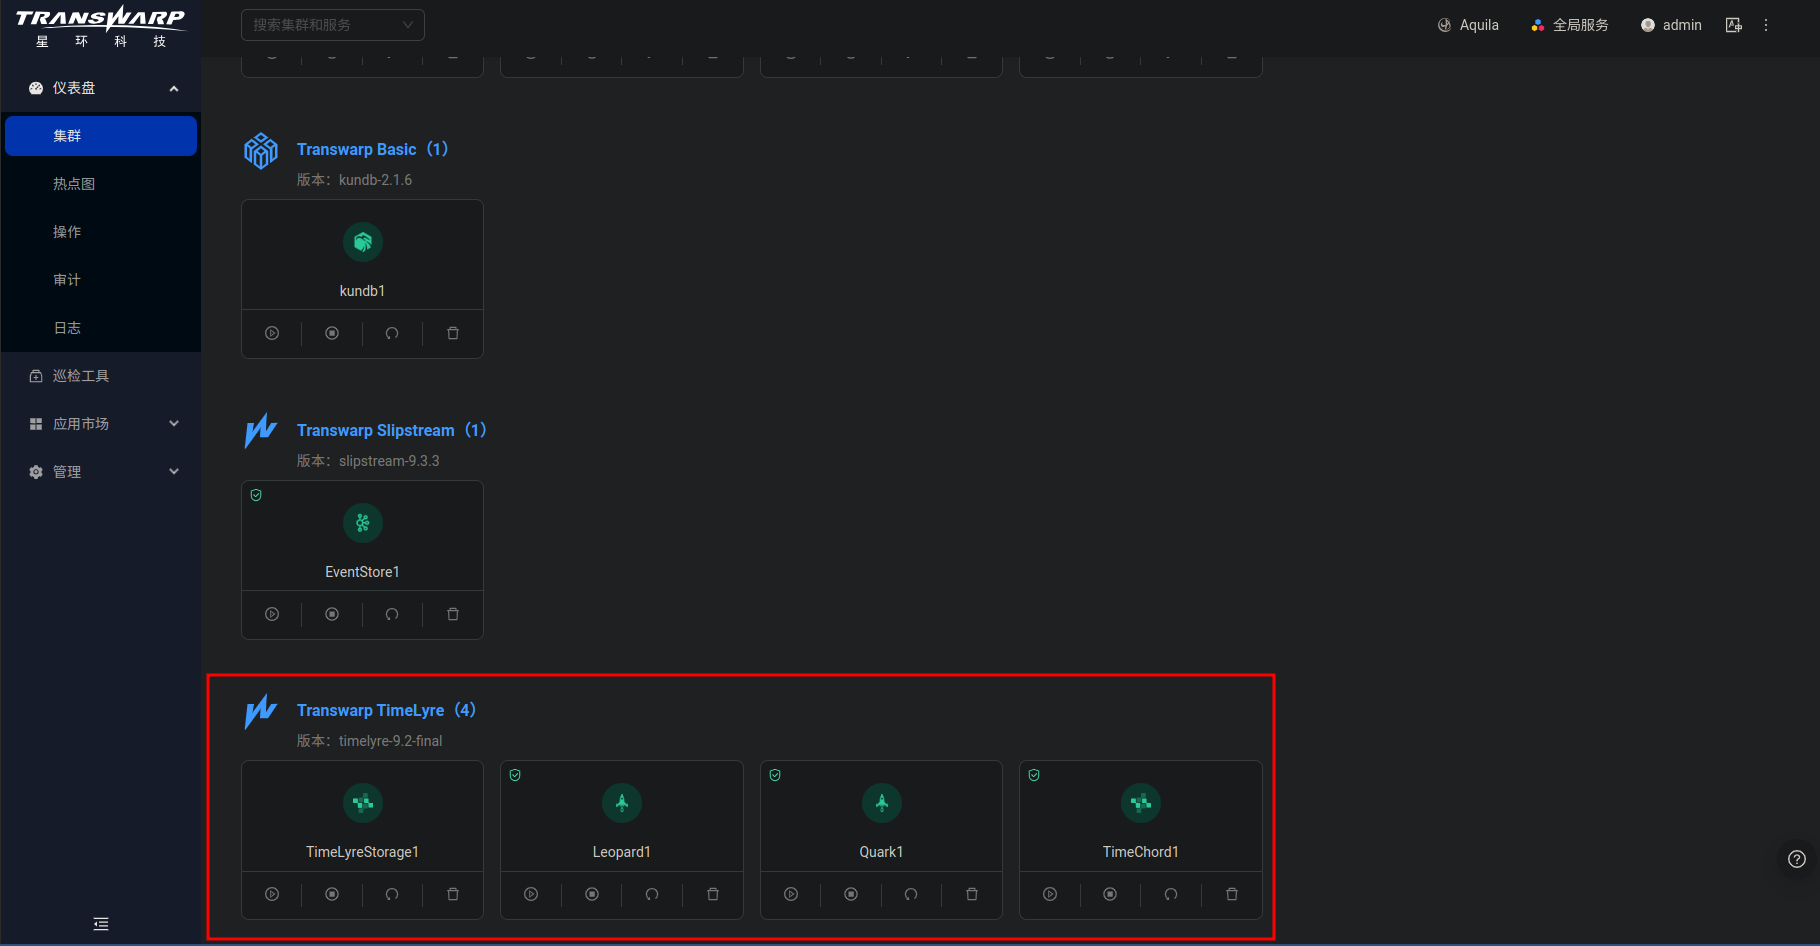 TRANSWARP
星环科技
搜索集群和服务
Aquila
全局服务
admin
仪表盘
集群
热点图
操作
审计
日志
巡检工具
应用市场
管理
Transwarp Basic（1）
版本：kundb-2.1.6
kundb1
Transwarp Slipstream（1）
版本：slipstream-9.3.3
EventStore1
Transwarp TimeLyre（4）
版本：timelyre-9.2-final
TimeLyreStorage1
Leopard1
Quark1
TimeChord1